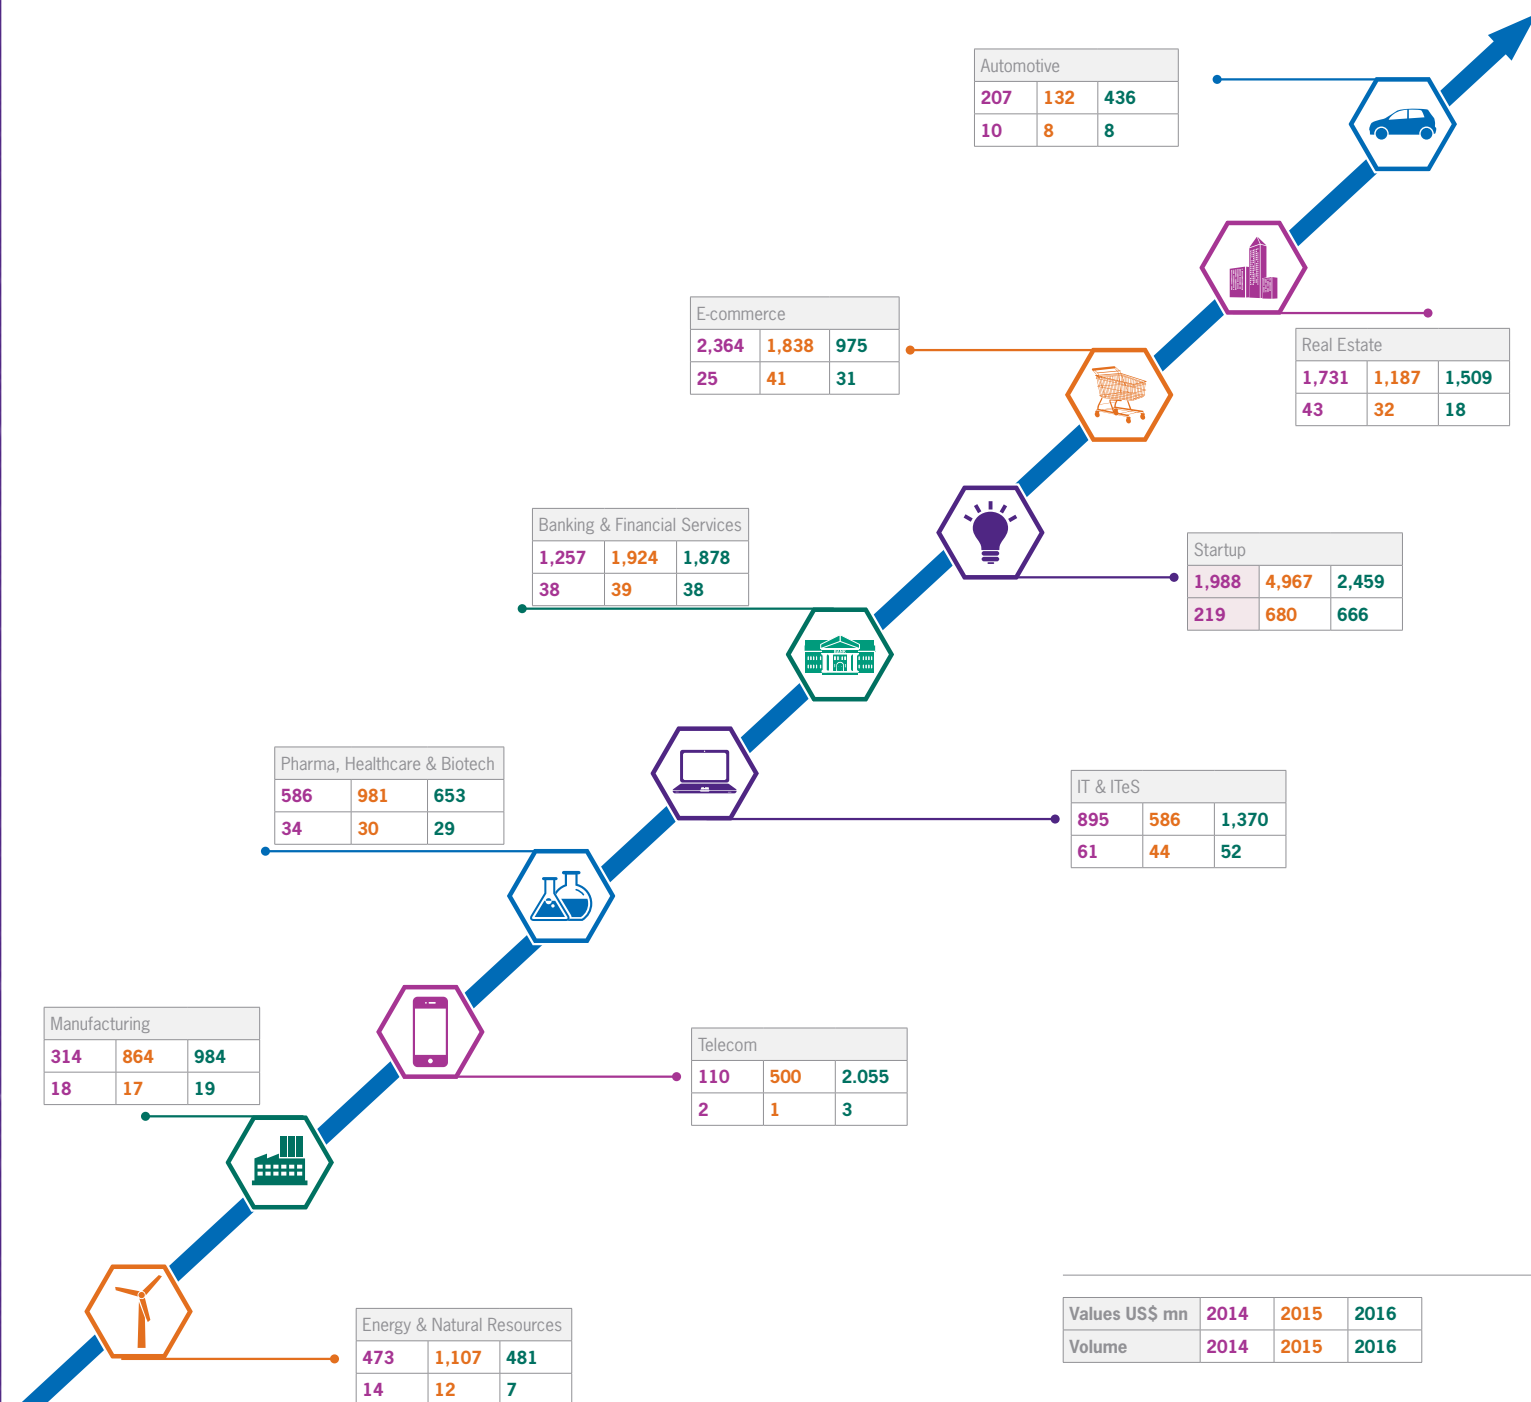 Automotive
207 132 436
10 8 8
E-commerce
2,364 1,838 975
25 41 31
Real Estate
1,731 1,187 1,509
43 32 18
Banking & Financial Services
1,257 1,924 1,878
38 39 38
Startup
1,988 4,967 2,459
219 680 666
Pharma, Healthcare & Biotech
586 981 653
34 30 29
IT & ITeS
895 586 1,370
61 44 52
Manufacturing
314 864 984
18 17 19
Telecom
110 500 2.055
2 1 3
Energy & Natural Resources
473 1,107 481
14 12 7
Values US$ mn 2014 2015 2016
Volume 2014 2015 2016